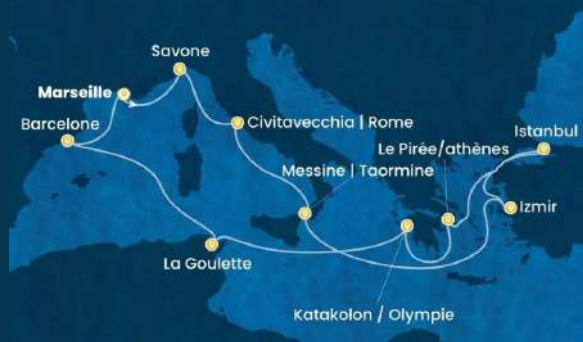 Savone
Marseille
Barcelone
Civitavecchia | Rome
Le Pirée/athènes
Istanbul
Messine | Taormine
Izmir
La Goulette
Katakolon / Olympie